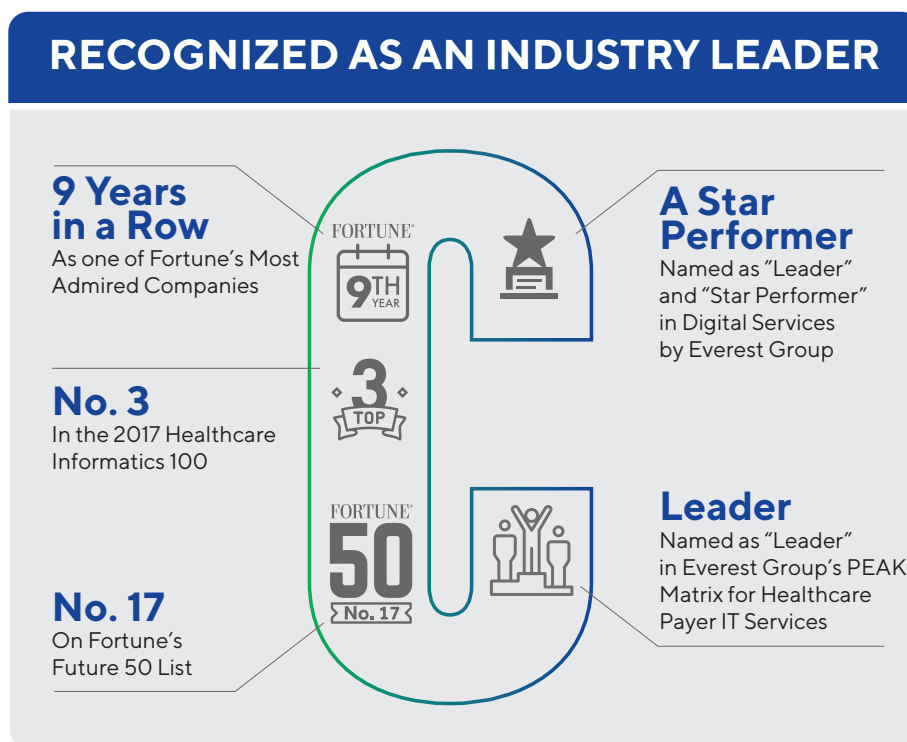 RECOGNIZED AS AN INDUSTRY LEADER
9 Years
in a Row
As one of Fortune's Most
Admired Companies
FORTUNE
9TH
YEAR
No. 3
In the 2017 Healthcare
Informatics 100
3
TOP
No. 17
On Fortune's
Future 50 List
FORTUNE
50
No. 17
A Star
Performer
Named as "Leader"
and "Star Performer"
in Digital Services
by Everest Group
Leader
Named as "Leader"
in Everest Group's PEAK
Matrix for Healthcare
Payer IT Services